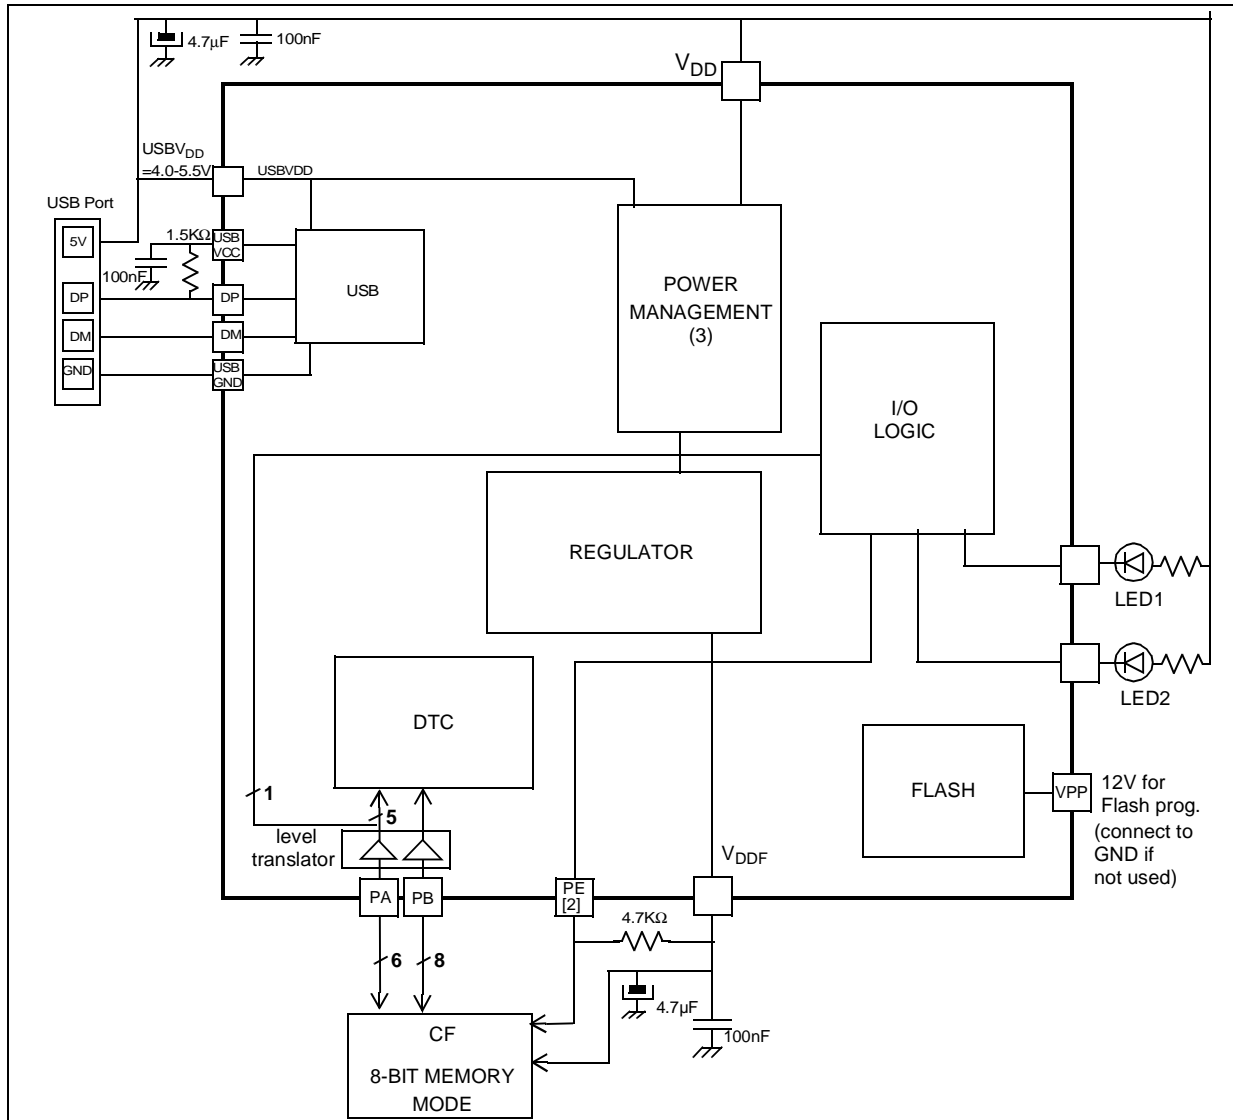 4.7µF
100nF
VDD
USBVDD
=4.0-5.5V
USBVDD
USB Port
5V
DP
DM
GND
1.5KΩ
100nF
USB
VCC
DP
DM
USB
GND
USB
POWER
MANAGEMENT
(3)
I/O
LOGIC
REGULATOR
LED1
LED2
DTC
FLASH
VPP
12V for
Flash prog.
(connect to
GND if
not used)
1
5
level
translator
VDDF
PA
PB
PE
[2]
4.7KΩ
6
8
4.7µF
100nF
CF
8-BIT MEMORY
MODE